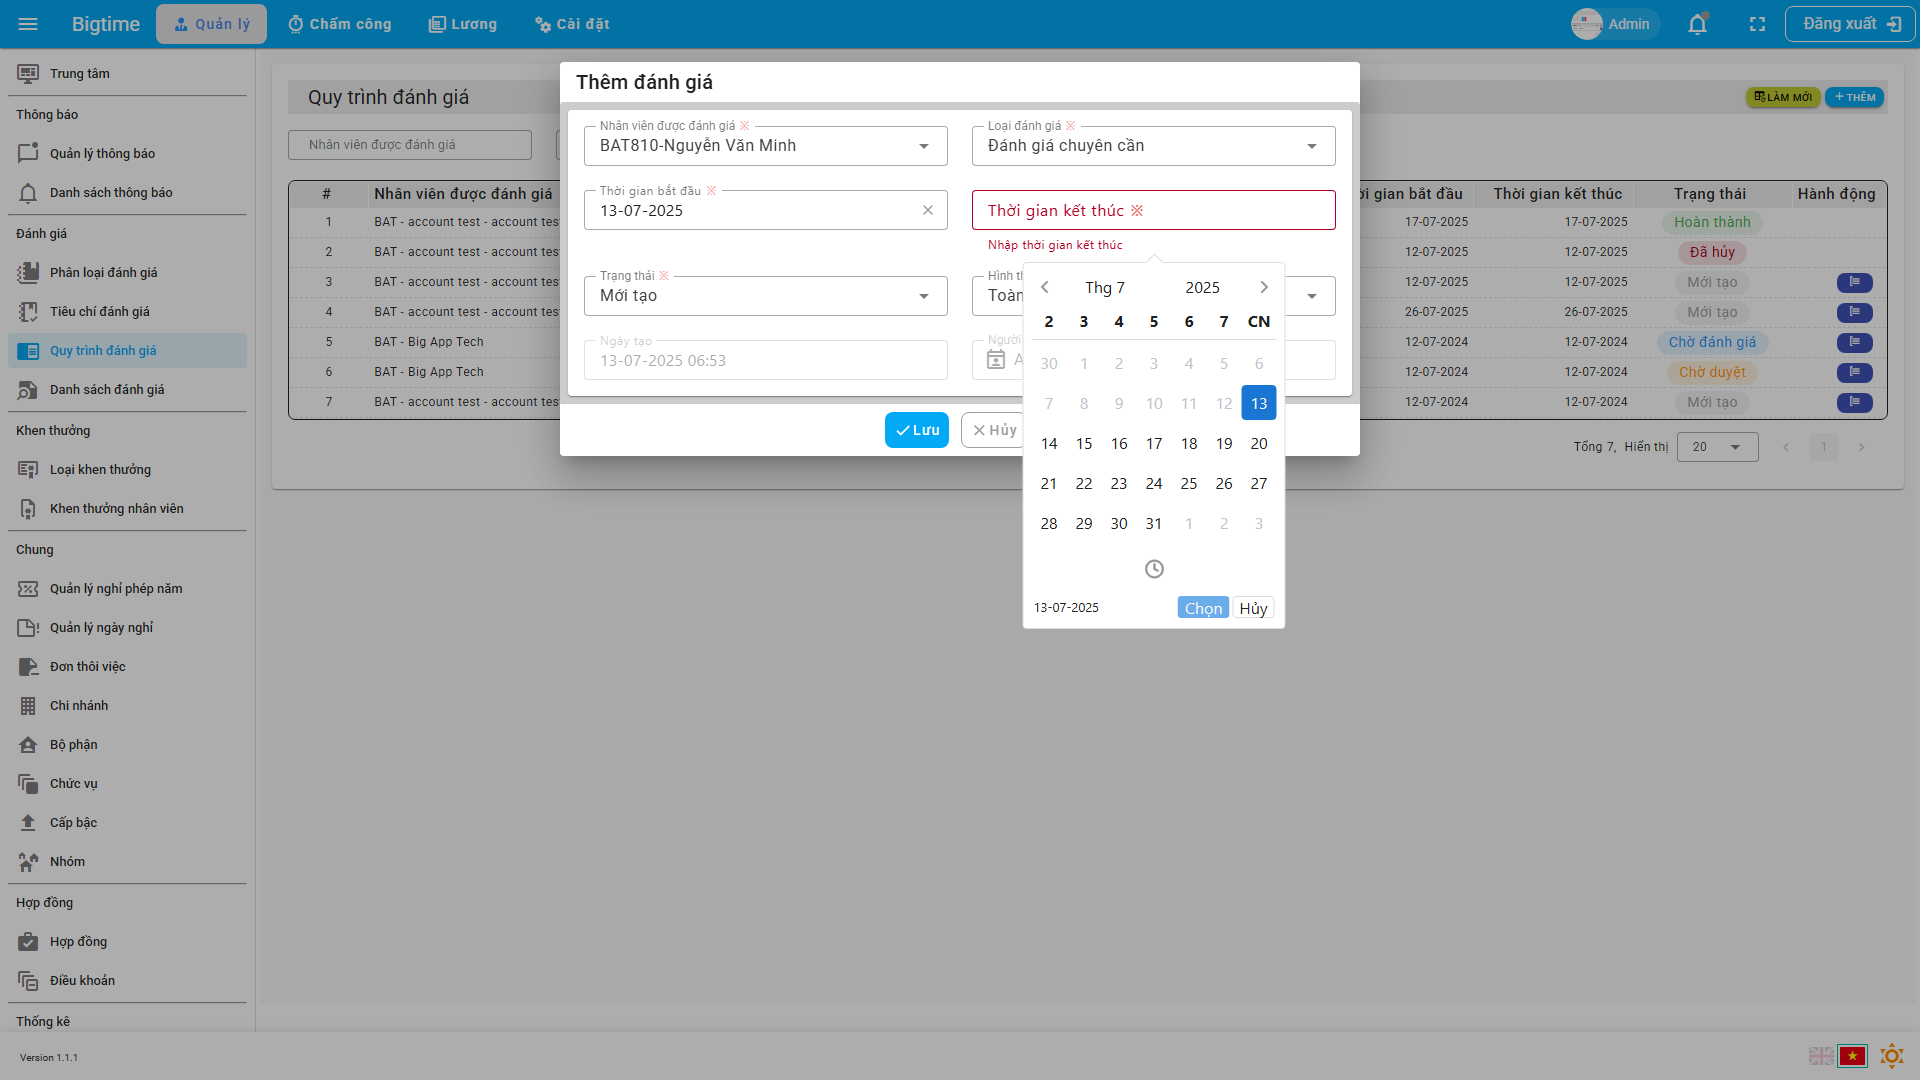 Bigtime
Quản lý
Chấm công
Lương
Cài đặt
Admin
Đăng xuất
Trung tâm
Thông báo
Quản lý thông báo
Danh sách thông báo
Đánh giá
Phân loại đánh giá
Tiêu chí đánh giá
Quy trình đánh giá
Danh sách đánh giá
Khen thưởng
Loại khen thưởng
Khen thưởng nhân viên
Chung
Quản lý nghỉ phép năm
Quản lý ngày nghỉ
Đơn thôi việc
Chi nhánh
Bộ phận
Chức vụ
Cấp bậc
Nhóm
Hợp đồng
Hợp đồng
Điều khoản
Thống kê
Version 1.1.1
Quy trình đánh giá
LÀM MỚI
+ THÊM
Nhân viên được đánh giá
# Nhân viên được đánh giá gian bắt đầu Thời gian kết thúc Trạng thái Hành động
1 BAT - account test - account tes 17-07-2025 17-07-2025 Hoàn thành
2 BAT - account test - account tes 12-07-2025 12-07-2025 Đã hủy
3 BAT - account test - account tes 12-07-2025 12-07-2025 Mới tạo
4 BAT - account test - account tes 26-07-2025 26-07-2025 Mới tạo
5 BAT - Big App Tech 12-07-2024 12-07-2024 Chờ đánh giá
6 BAT - Big App Tech 12-07-2024 12-07-2024 Chờ duyệt
7 BAT - account test - account tes 12-07-2024 12-07-2024 Mới tạo
Tổng 7, Hiển thị 20 1
Thêm đánh giá
Nhân viên được đánh giá ※
BAT810-Nguyễn Văn Minh
Loại đánh giá ※
Đánh giá chuyên cần
Thời gian bắt đầu ※
13-07-2025
Thời gian kết thúc ※
Nhập thời gian kết thúc
Trạng thái ※
Mới tạo
Hình th
Toàn
Ngày tạo
13-07-2025 06:53
Người
A
Lưu
Hủy
Thg 7 2025
2 3 4 5 6 7 CN
30 1 2 3 4 5 6
7 8 9 10 11 12 13
14 15 16 17 18 19 20
21 22 23 24 25 26 27
28 29 30 31 1 2 3
13-07-2025 Chọn Hủy